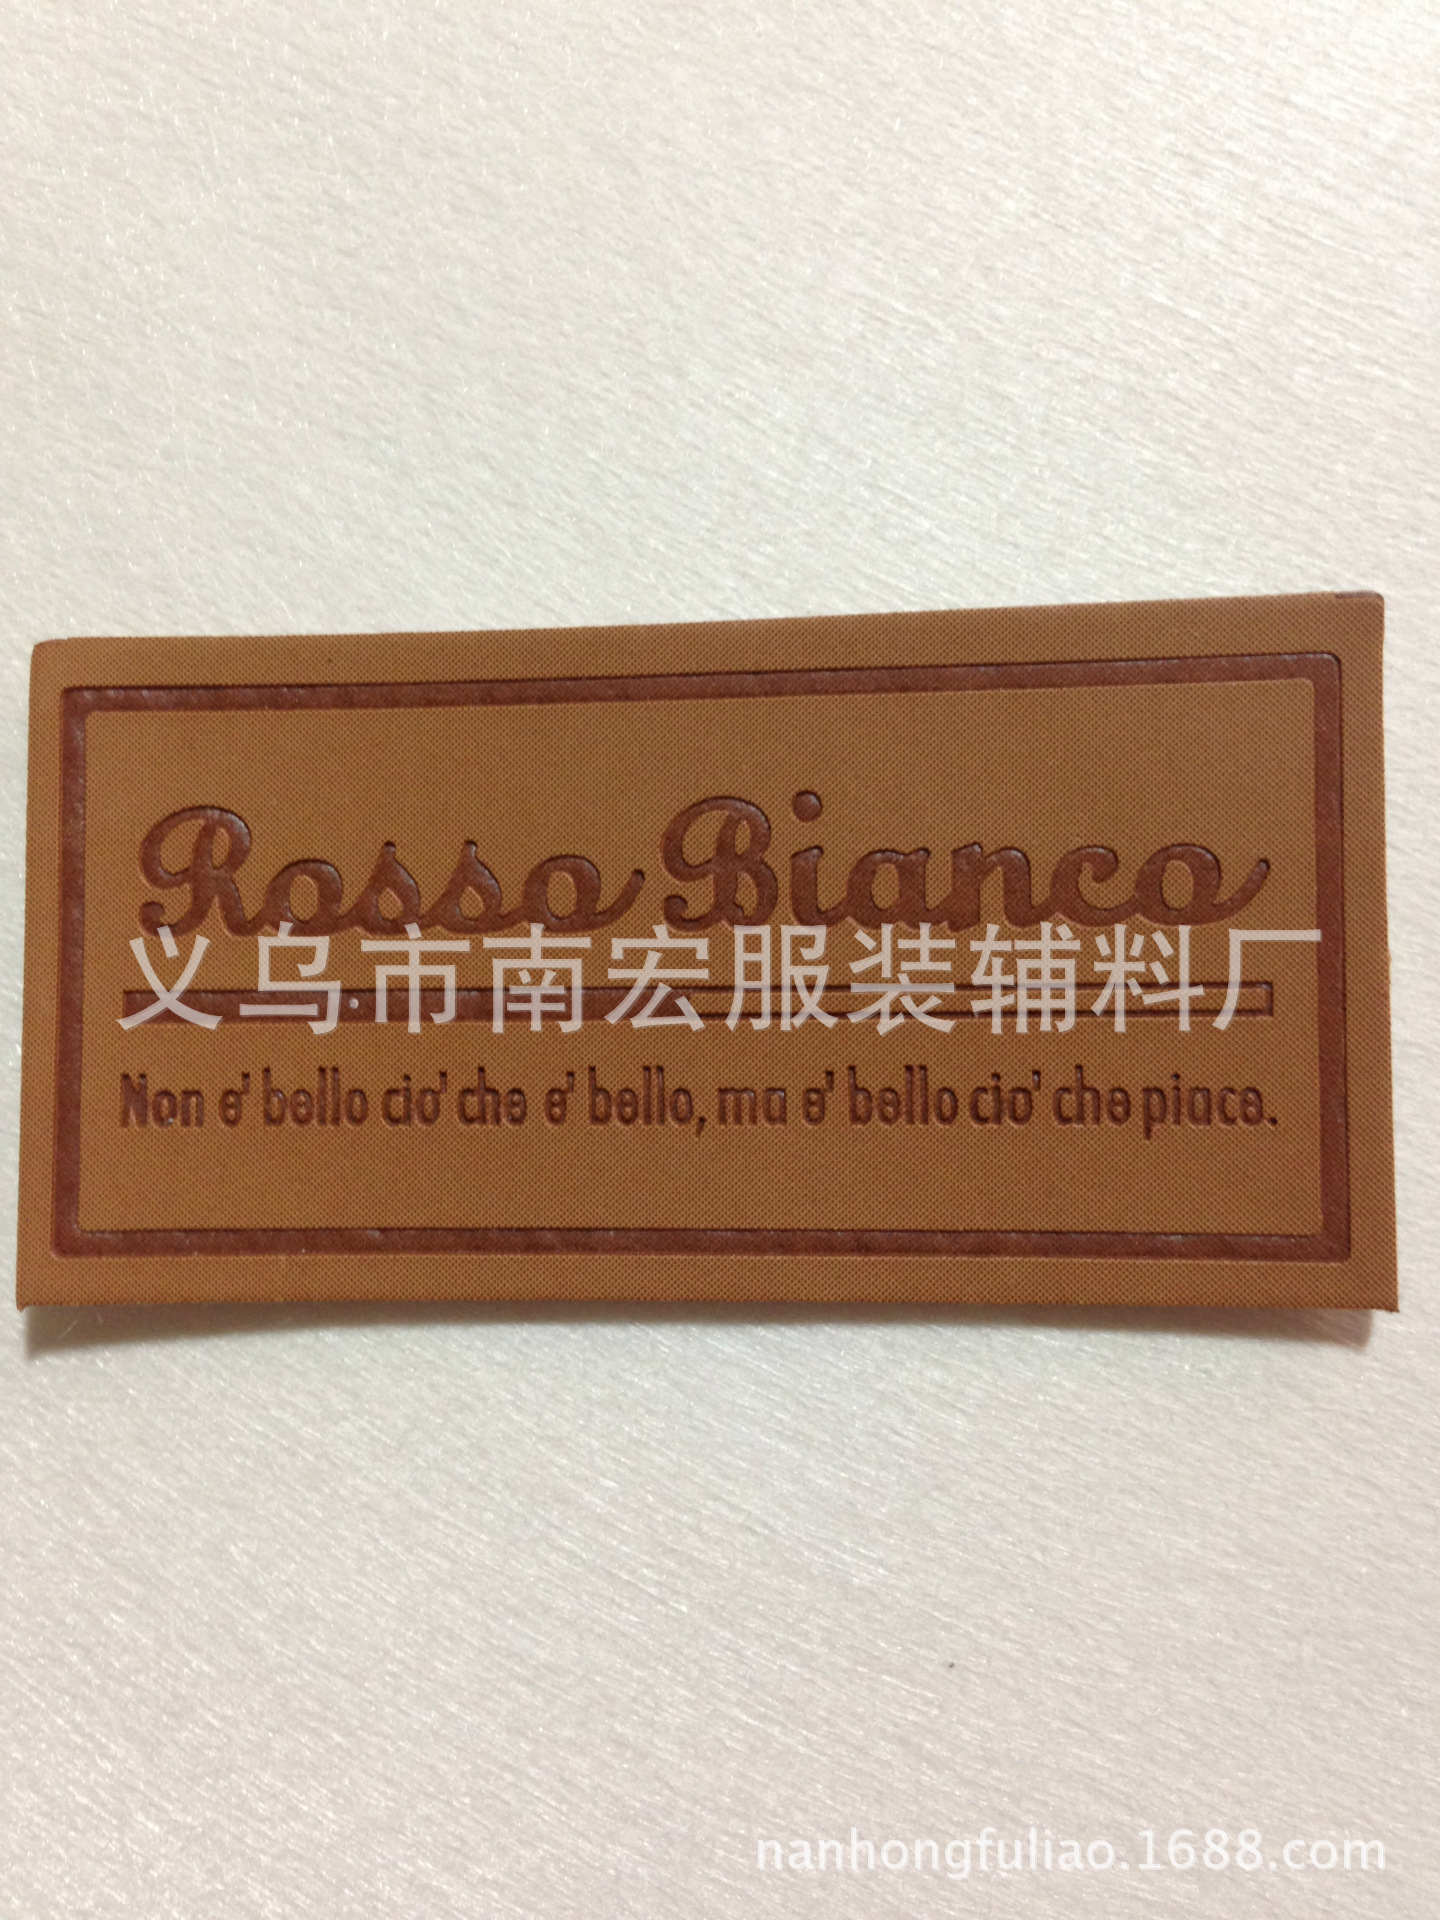 Rosso Bianco
义乌市南宏服装辅料厂
Non e' bello cio' che e' bello, ma e' bello cio' che piace.
nanhongfuliao.1688.com